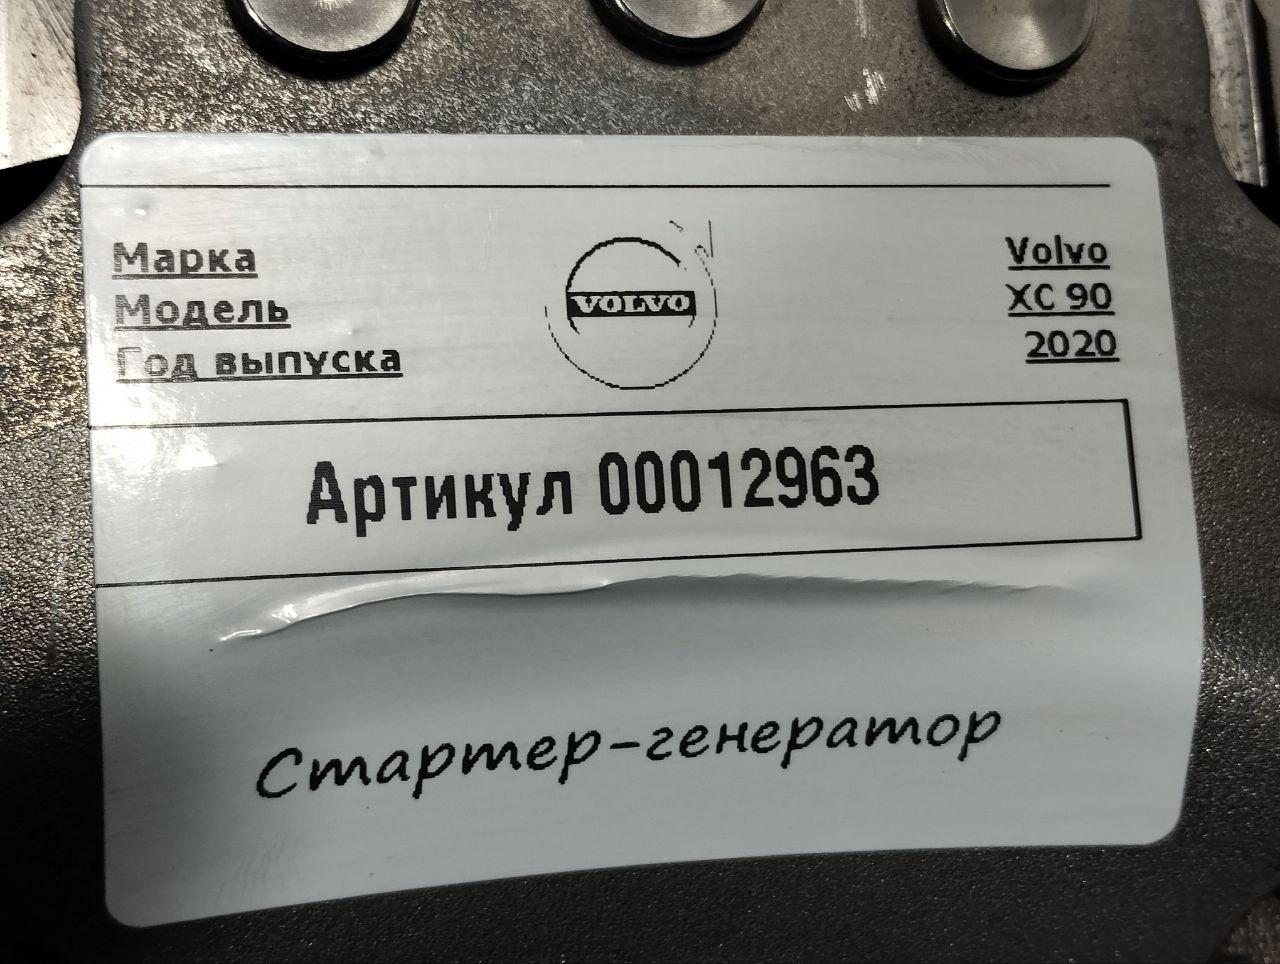 Марка VOLVO Volvo
Модель XC 90
Год выпуска 2020
Артикул 00012963
Стартер-генератор